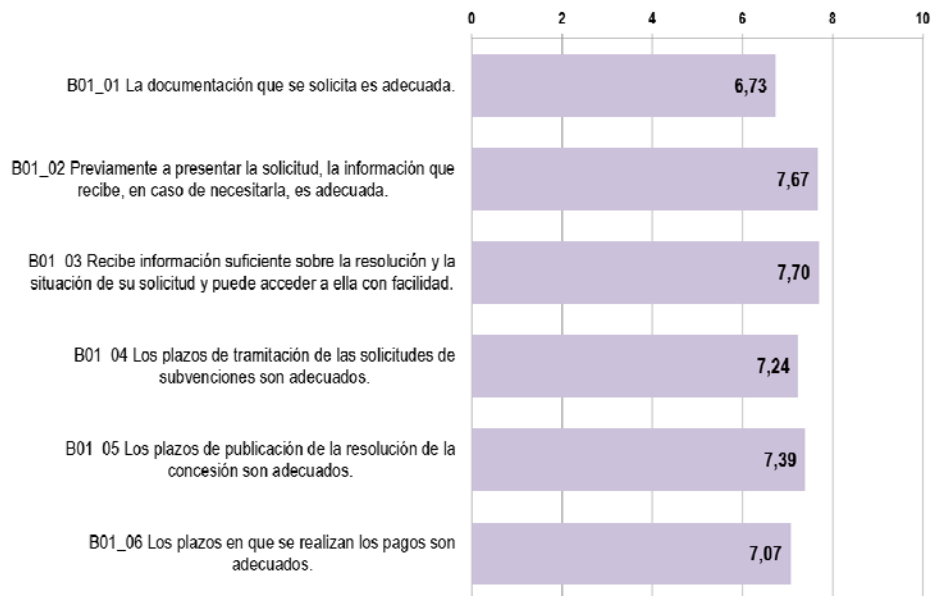 0 2 4 6 8 10
B01_01 La documentación que se solicita es adecuada.
6,73
B01_02 Previamente a presentar la solicitud, la información que
recibe, en caso de necesitarla, es adecuada.
7,67
B01 03 Recibe información suficiente sobre la resolución y la
situación de su solicitud y puede acceder a ella con facilidad.
7,70
B01 04 Los plazos de tramitación de las solicitudes de
subvenciones son adecuados.
7,24
B01 05 Los plazos de publicación de la resolución de la
concesión son adecuados.
7,39
B01_06 Los plazos en que se realizan los pagos son
adecuados.
7,07